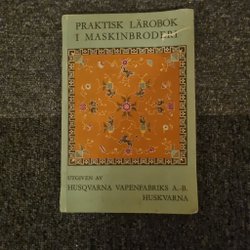 PRAKTISK LÄROBOK
I MASKINBRODERI
UTGIVEN AV
HUSQVARNA VAPENFABRIKS A.-B.
HUSKVARNA